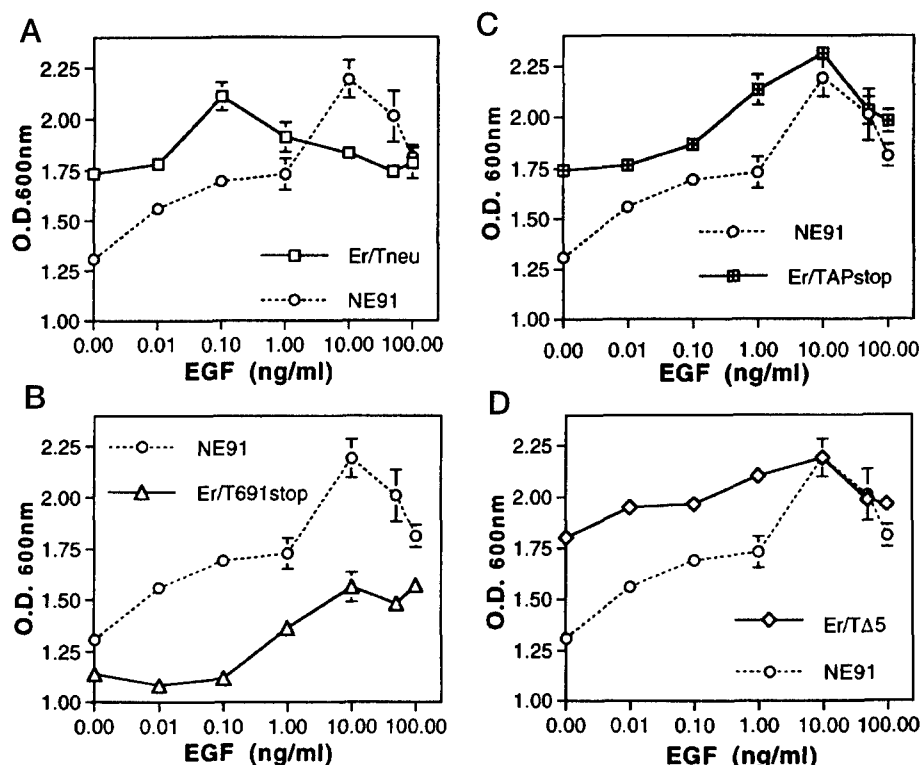 A
2.25
2.00
1.75
1.50
1.25
1.00
O.D.600nm
Er/Tneu
NE91
0.00 0.01 0.10 1.00 10.00 100.00
EGF (ng/ml)
C
2.25
2.00
1.75
1.50
1.25
1.00
O.D. 600nm
NE91
Er/TAPstop
0.00 0.01 0.10 1.00 10.00 100.00
EGF (ng/ml)
B
2.25
2.00
1.75
1.50
1.25
1.00
O.D. 600nm
NE91
Er/T691stop
0.00 0.01 0.10 1.00 10.00 100.00
EGF (ng/ml)
D
2.25
2.00
1.75
1.50
1.25
1.00
O.D. 600nm
Er/TΔ5
NE91
0.00 0.01 0.10 1.00 10.00 100.00
EGF (ng/ml)